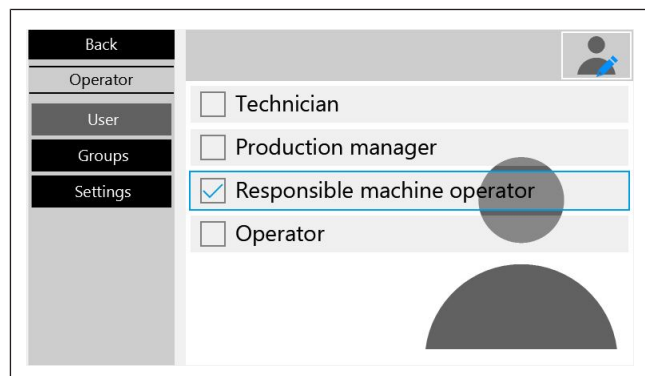 Back
Operator
User
Groups
Settings
Technician
Production manager
Responsible machine operator
Operator